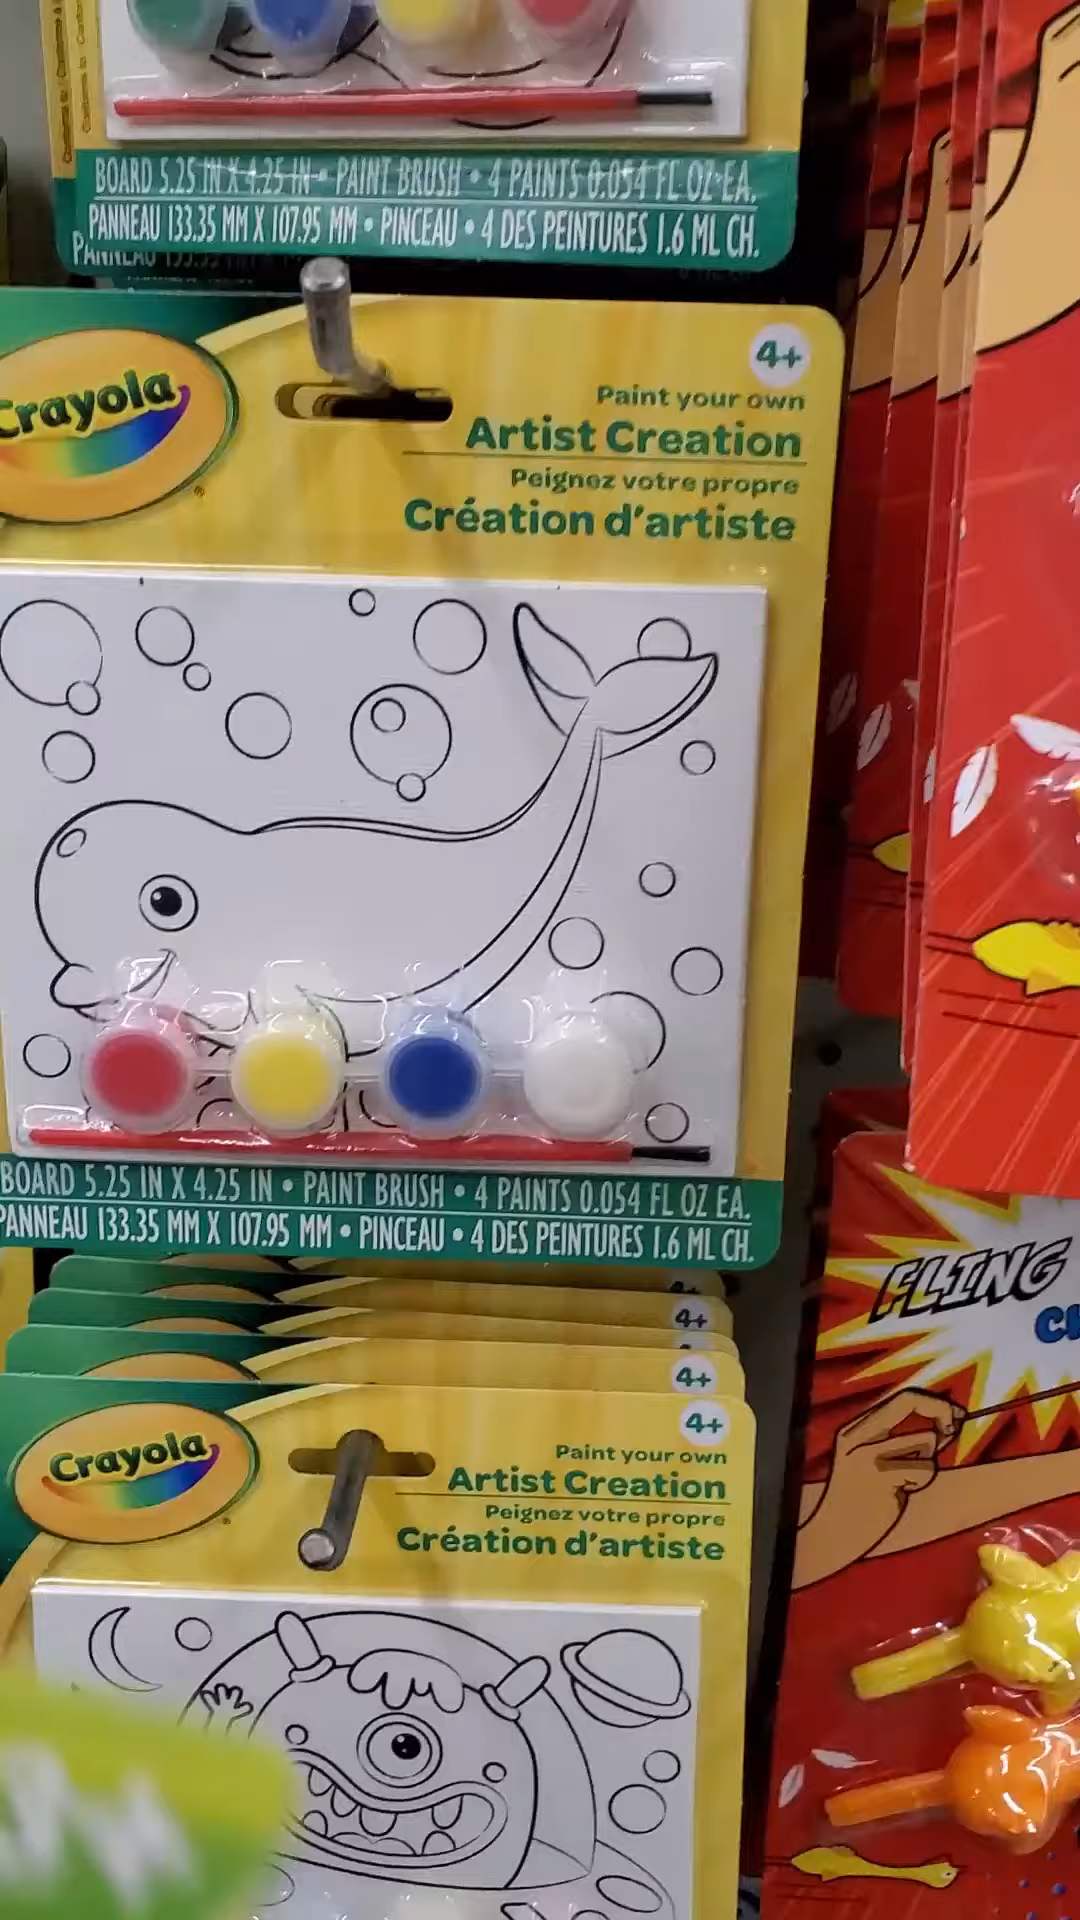 BOARD 5.25 IN X 4.25 IN • PAINT BRUSH • 4 PAINTS 0.054 FL OZ EA.
PANNEAU 133.35 MM X 107.95 MM • PINCEAU • 4 DES PEINTURES 1.6 ML CH.
Crayola
4+
Paint your own
Artist Creation
Peignez votre propre
Création d'artiste
BOARD 5.25 IN X 4.25 IN • PAINT BRUSH • 4 PAINTS 0.054 FL OZ EA.
PANNEAU 133.35 MM X 107.95 MM • PINCEAU • 4 DES PEINTURES 1.6 ML CH.
4+
4+
4+
Crayola
Paint your own
Artist Creation
Peignez votre propre
Création d'artiste
FLING